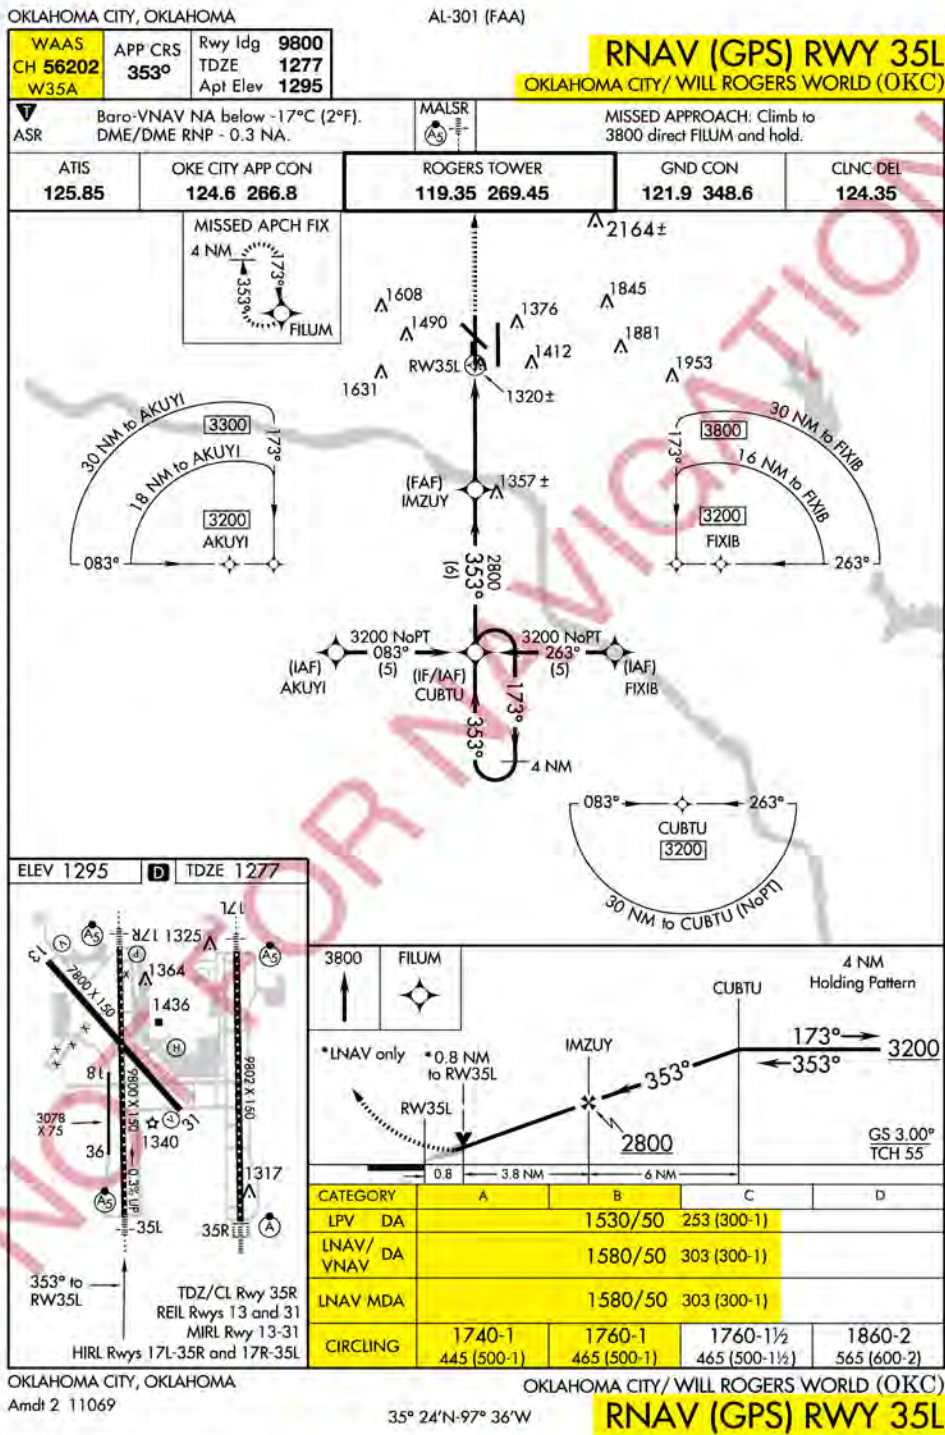 OKLAHOMA CITY, OKLAHOMA
AL-301 (FAA)
WAAS
CH 56202
W35A
APP CRS
353°
Rwy ldg 9800
TDZE 1277
Apt Elev 1295
RNAV (GPS) RWY 35L
OKLAHOMA CITY/ WILL ROGERS WORLD (OKC)
T
ASR
Baro-VNAV NA below -17°C (2°F).
DME/DME RNP - 0.3 NA.
MALSR
A5
MISSED APPROACH: Climb to
3800 direct FILUM and hold.
ATIS
125.85
OKE CITY APP CON
124.6 266.8
ROGERS TOWER
119.35 269.45
GND CON
121.9 348.6
CLNC DEL
124.35
MISSED APCH FIX
4 NM
173°
353°
FILUM
2164±
1608
1490
1631
1376
1412
1845
1881
1953
RW35L
1320±
30 NM to AKUYI
3300
173°
18 NM to AKUYI
3200
AKUYI
083°
(FAF)
IMZUY
1357±
2800
353°
(6)
30 NM to FIXIB
3800
173°
16 NM to FIXIB
3200
FIXIB
263°
3200 NoPT
083°
(5)
(IAF)
AKUYI
(IF/IAF)
CUBTU
3200 NoPT
263°
(5)
(IAF)
FIXIB
353°
173°
4 NM
083°
263°
CUBTU
3200
30 NM to CUBTU (NoPT)
NOT FOR NAVIGATION
ELEV 1295
D
TDZE 1277
17L
A5
17R
1325
A5
13
V
P
1364
7800 X 150
1436
H
18
9800 X 150
9802 X 150
3078
X 75
36
V
31
1340
0.3% UP
1317
A5
35L
35R
A
353° to
RW35L
TDZ/CL Rwy 35R
REIL Rwys 13 and 31
MIRL Rwy 13-31
HIRL Rwys 17L-35R and 17R-35L
3800
FILUM
4 NM
Holding Pattern
CUBTU
*LNAV only
*0.8 NM
to RW35L
IMZUY
RW35L
353°
173°
353°
3200
2800
GS 3.00°
TCH 55
0.8
3.8 NM
6 NM
CATEGORY A B C D
LPV DA 1530/50 253 (300-1)
LNAV/
VNAV DA 1580/50 303 (300-1)
LNAV MDA 1580/50 303 (300-1)
CIRCLING 1740-1 1760-1 1760-1½ 1860-2
445 (500-1) 465 (500-1) 465 (500-1½) 565 (600-2)
OKLAHOMA CITY, OKLAHOMA
Amdt 2 11069
35° 24'N-97° 36'W
OKLAHOMA CITY/ WILL ROGERS WORLD (OKC)
RNAV (GPS) RWY 35L